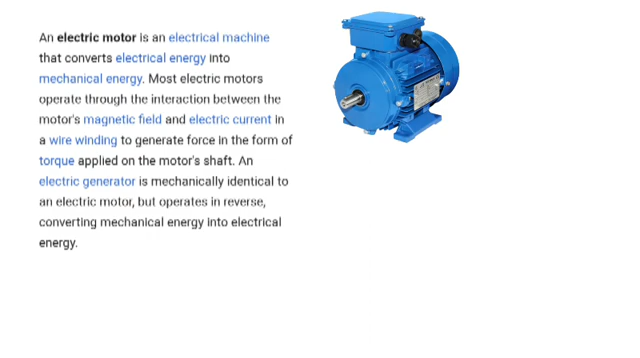 An electric motor is an electrical machine
that converts electrical energy into
mechanical energy. Most electric motors
operate through the interaction between the
motor's magnetic field and electric current in
a wire winding to generate force in the form of
torque applied on the motor's shaft. An
electric generator is mechanically identical to
an electric motor, but operates in reverse,
converting mechanical energy into electrical
energy.